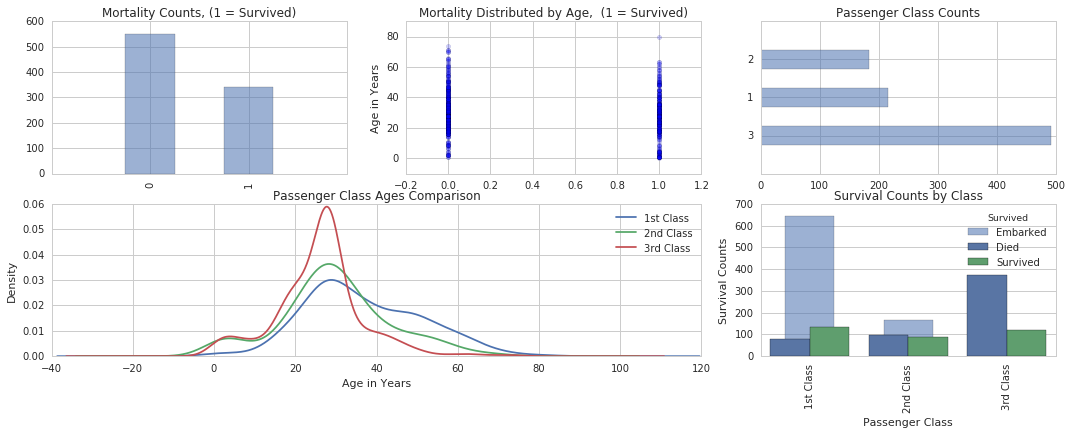 Mortality Counts, (1 = Survived)
600
500
400
300
200
100
0
0
1
Mortality Distributed by Age,  (1 = Survived)
Age in Years
80
60
40
20
0
−0.2 0.0 0.2 0.4 0.6 0.8 1.0 1.2
Passenger Class Counts
2
1
3
0 100 200 300 400 500
Passenger Class Ages Comparison
Density
0.06
0.05
0.04
0.03
0.02
0.01
0.00
1st Class
2nd Class
3rd Class
−40 −20 0 20 40 60 80 100 120
Age in Years
Survival Counts by Class
Survival Counts
700
600
500
400
300
200
100
0
Survived
Embarked
Died
Survived
1st Class
2nd Class
3rd Class
Passenger Class